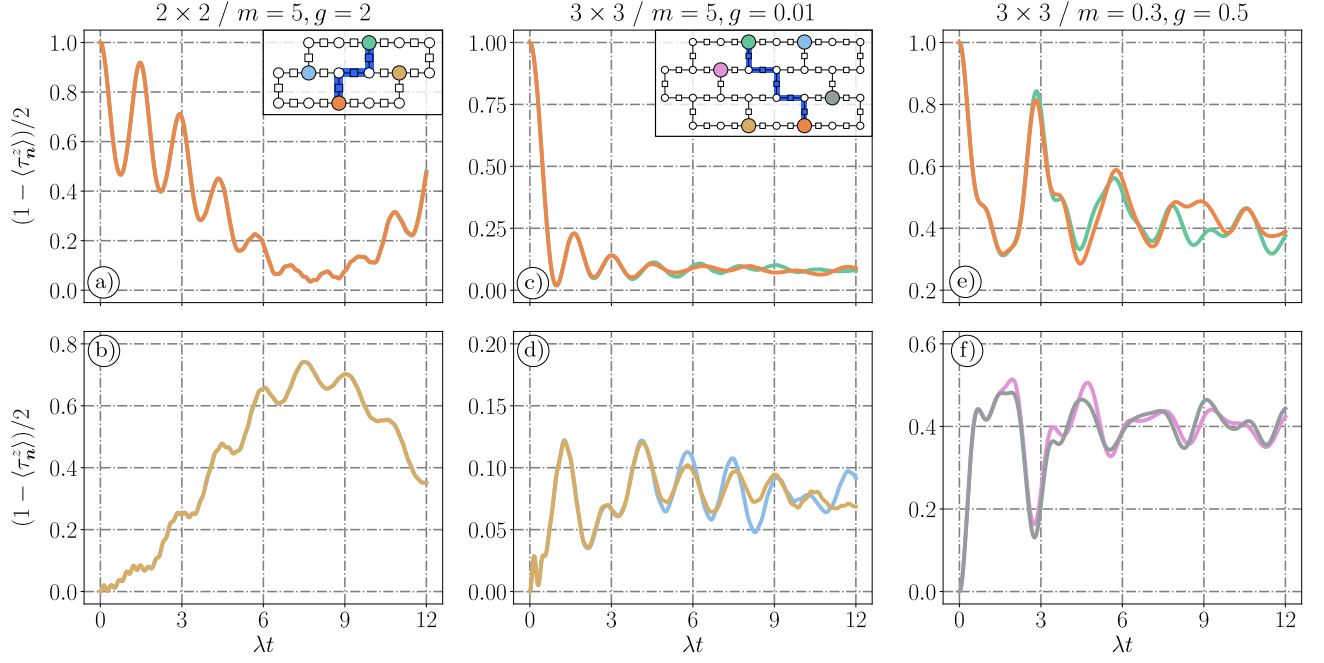 2 × 2 / m = 5, g = 2
3 × 3 / m = 5, g = 0.01
3 × 3 / m = 0.3, g = 0.5
(1 − ⟨τ^z_n⟩)/2
1.0
0.8
0.6
0.4
0.2
0.0
a)
1.00
0.75
0.50
0.25
0.00
c)
1.0
0.8
0.6
0.4
0.2
e)
(1 − ⟨τ^z_n⟩)/2
0.8
0.6
0.4
0.2
0.0
b)
0 3 6 9 12
λt
0.20
0.15
0.10
0.05
0.00
d)
0 3 6 9 12
λt
0.6
0.4
0.2
0.0
f)
0 3 6 9 12
λt